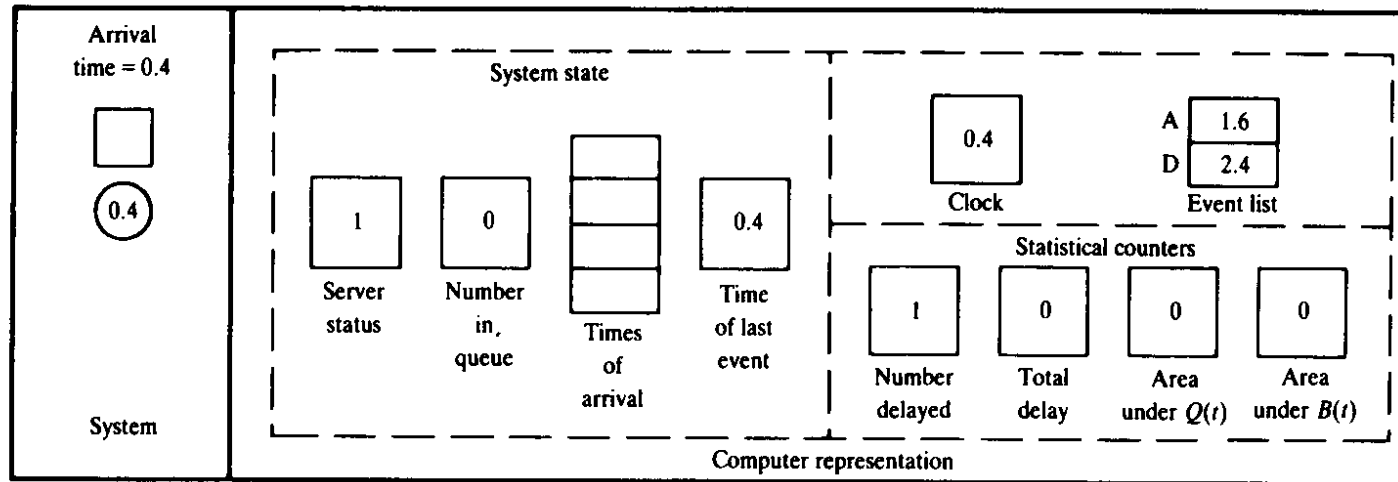 Arrival
time = 0.4
0.4
System
System state
1
Server
status
0
Number
in,
queue
Times
of
arrival
0.4
Time
of last
event
0.4
Clock
A 1.6
D 2.4
Event list
Statistical counters
1
Number
delayed
0
Total
delay
0
Area
under Q(t)
0
Area
under B(t)
Computer representation